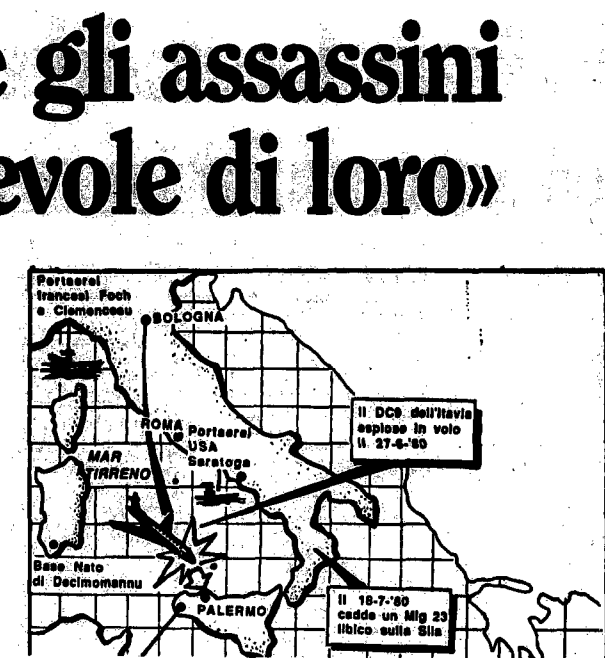 gli assassini
evole di loro»
Portaerei
francesi Foch
e Clemenceau
BOLOGNA
ROMA
Portaerei
USA
Saratoga
MAR
TIRRENO
Il DC9 dell'Itavia
esplose in volo
il 27-6-'80
Base Nato
di Decimomannu
PALERMO
Il 18-7-'80
cadde un Mig 23
libico sulla Sila